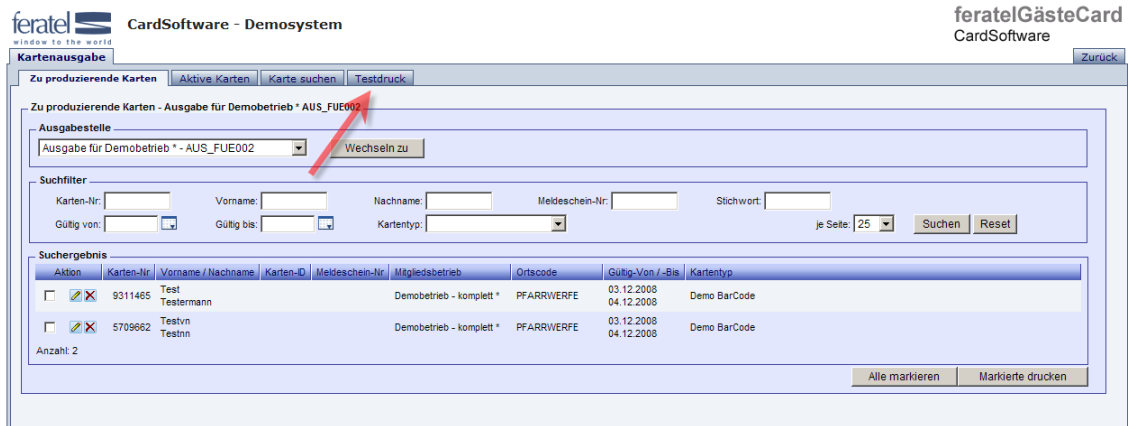 feratel
window to the world
CardSoftware - Demosystem
feratelGästeCard
CardSoftware
Kartenausgabe
Zurück
Zu produzierende Karten Aktive Karten Karte suchen Testdruck
Zu produzierende Karten - Ausgabe für Demobetrieb * AUS_FUE002
Ausgabestelle
Ausgabe für Demobetrieb * - AUS_FUE002 Wechseln zu
Suchfilter
Karten-Nr: Vorname: Nachname: Meldeschein-Nr: Stichwort:
Gültig von: Gültig bis: Kartentyp: je Seite: 25 Suchen Reset
Suchergebnis
Aktion Karten-Nr Vorname / Nachname Karten-ID Meldeschein-Nr Mitgliedsbetrieb Ortscode Gültig-Von / -Bis Kartentyp
9311465 Test Testermann Demobetrieb - komplett * PFARRWERFE 03.12.2008 04.12.2008 Demo BarCode
5709662 Testvn Testnn Demobetrieb - komplett * PFARRWERFE 03.12.2008 04.12.2008 Demo BarCode
Anzahl: 2
Alle markieren Markierte drucken